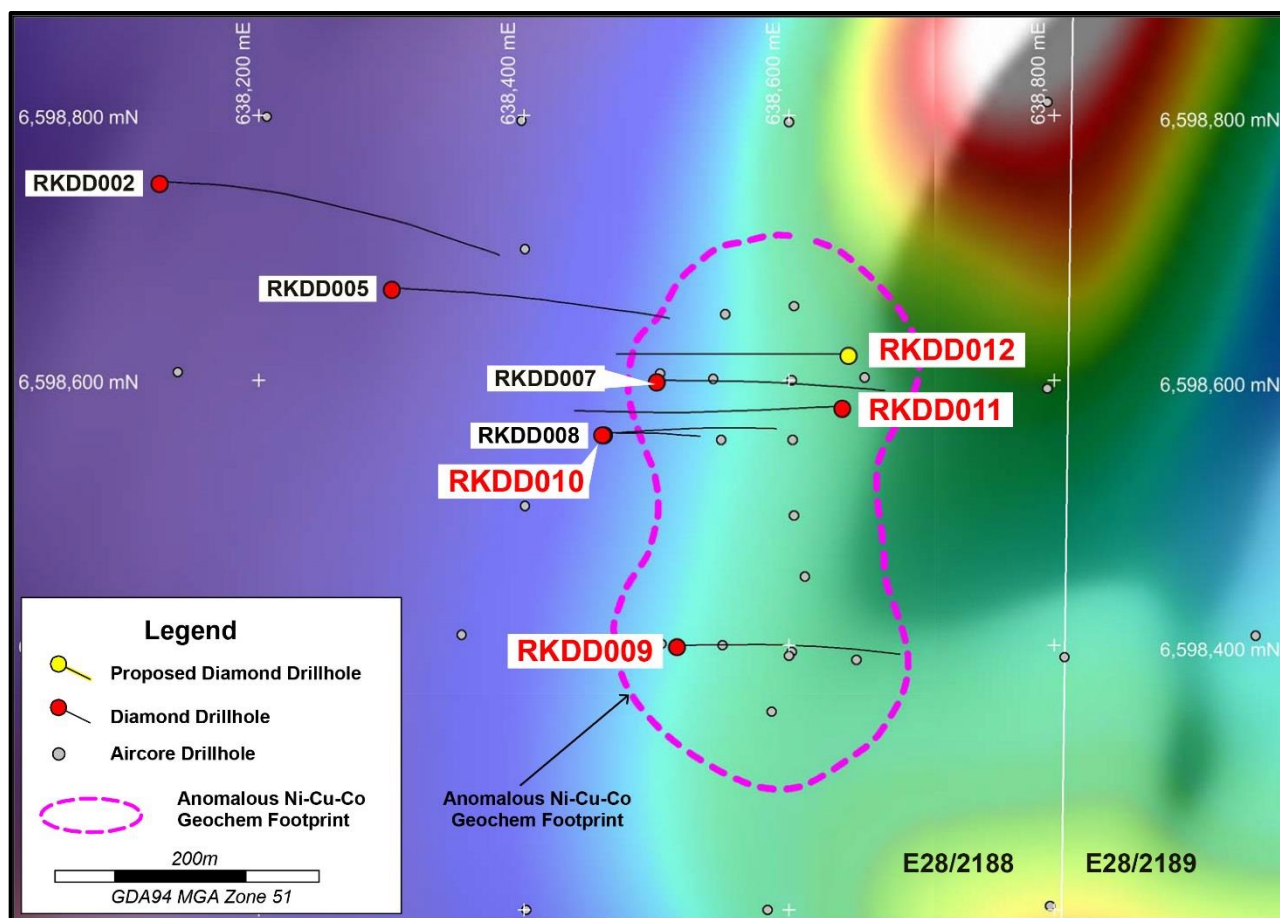 638,200 mE
638,400 mE
638,600 mE
638,800 mE
6,598,800 mN
6,598,800 mN
RKDD002
RKDD005
RKDD012
6,598,600 mN
RKDD007
6,598,600 mN
RKDD011
RKDD008
RKDD010
Legend
Proposed Diamond Drillhole
Diamond Drillhole
Aircore Drillhole
Anomalous Ni-Cu-Co
Geochem Footprint
200m
GDA94 MGA Zone 51
RKDD009
6,598,400 mN
Anomalous Ni-Cu-Co
Geochem Footprint
E28/2188
E28/2189